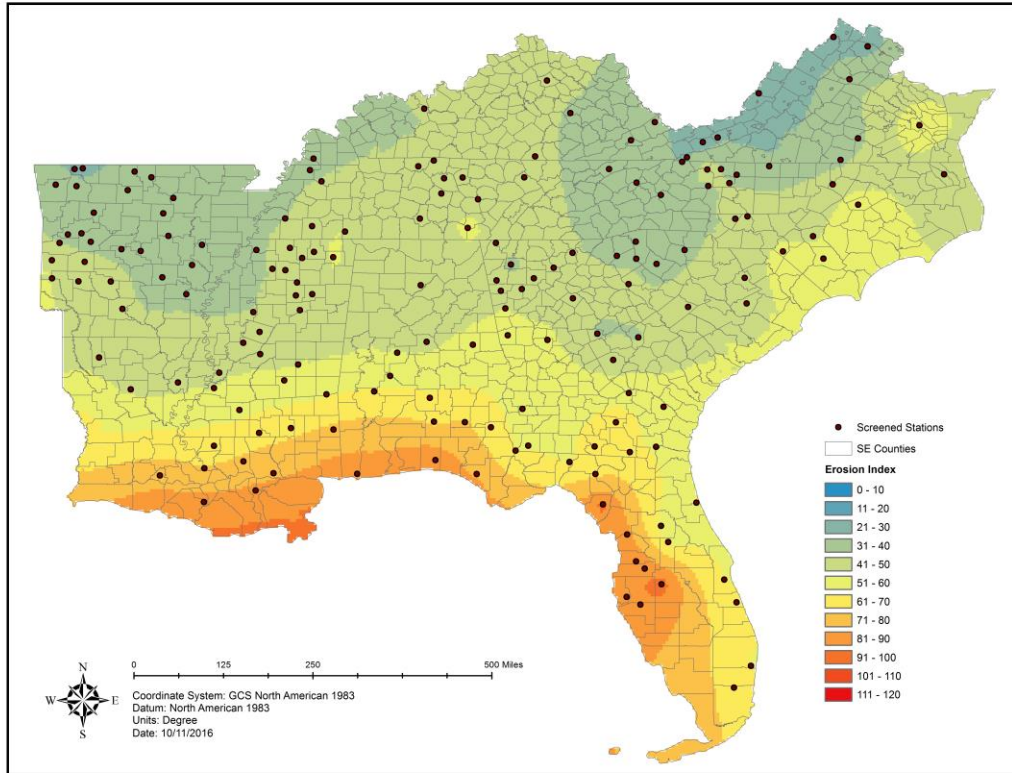 Screened Stations
SE Counties
Erosion Index
0 - 10
11 - 20
21 - 30
31 - 40
41 - 50
51 - 60
61 - 70
71 - 80
81 - 90
91 - 100
101 - 110
111 - 120
N
W E
S
0 125 250 500 Miles
Coordinate System: GCS North American 1983
Datum: North American 1983
Units: Degree
Date: 10/11/2016